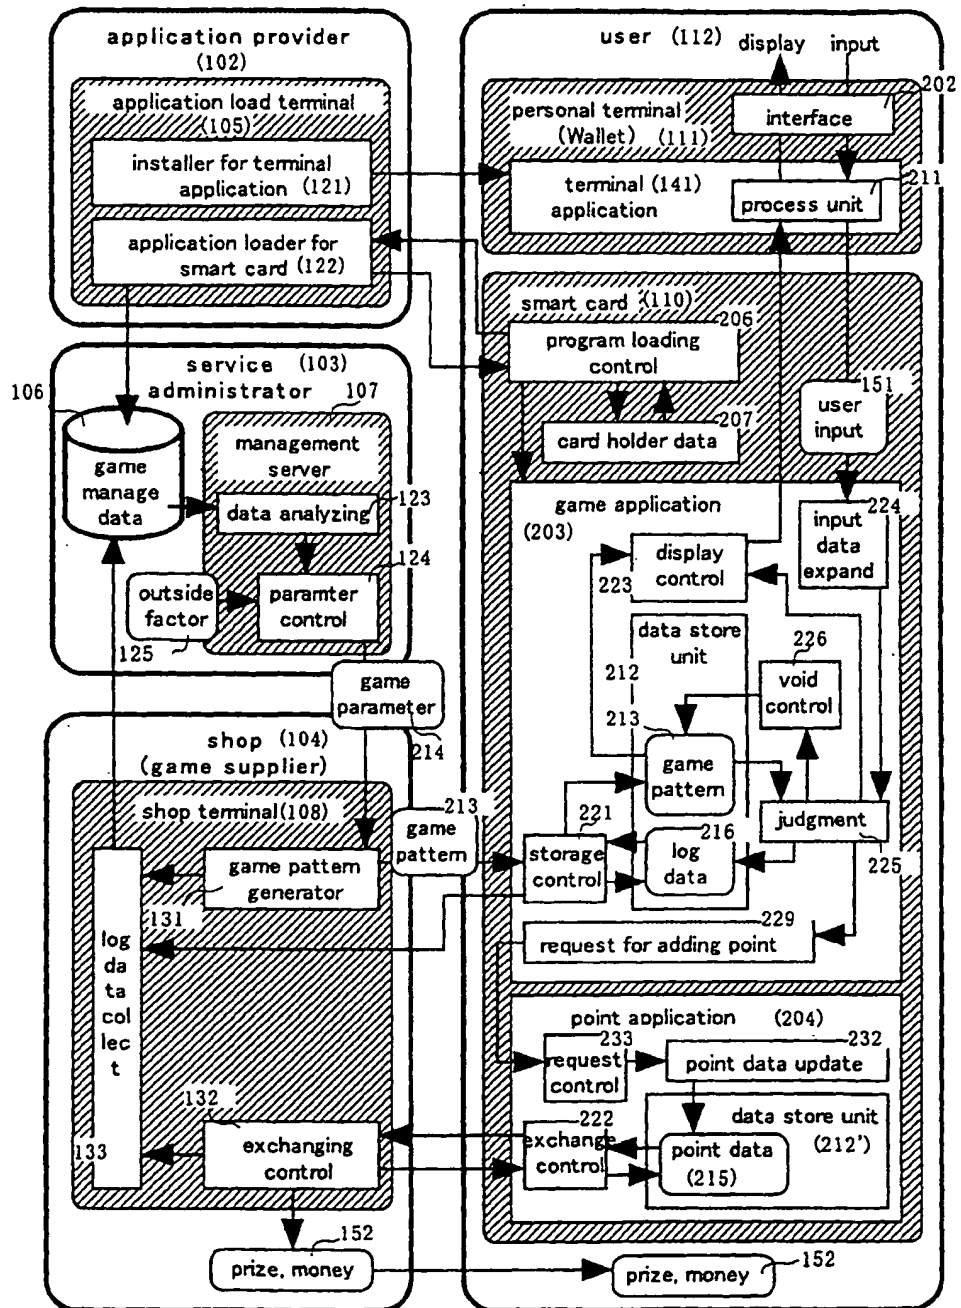 application provider
(102)
application load terminal
(105)
installer for terminal
application (121)
application loader for
smart card (122)
service (103)
administrator
106
107
game
manage
data
management
server
data analyzing
123
124
paramter
control
outside
factor
125
game
parameter
214
shop (104)
(game supplier)
shop terminal(108)
213
game
pattern
game pattern
generator
131
log
da
ta
col
lec
t
132
exchanging
control
133
152
prize, money
user (112)
display
input
202
personal terminal
(Wallet) (111)
interface
terminal (141)
application
211
process unit
smart card (110)
206
program loading
control
151
user
input
207
card holder data
game application
(203)
224
input
data
expand
display
control
223
data store
unit
212
226
void
control
213
game
pattern
judgment
225
221
storage
control
216
log
data
229
request for adding point
point application (204)
233
request
control
232
point data update
222
exchange
control
data store unit
(212')
point data
(215)
152
prize, money